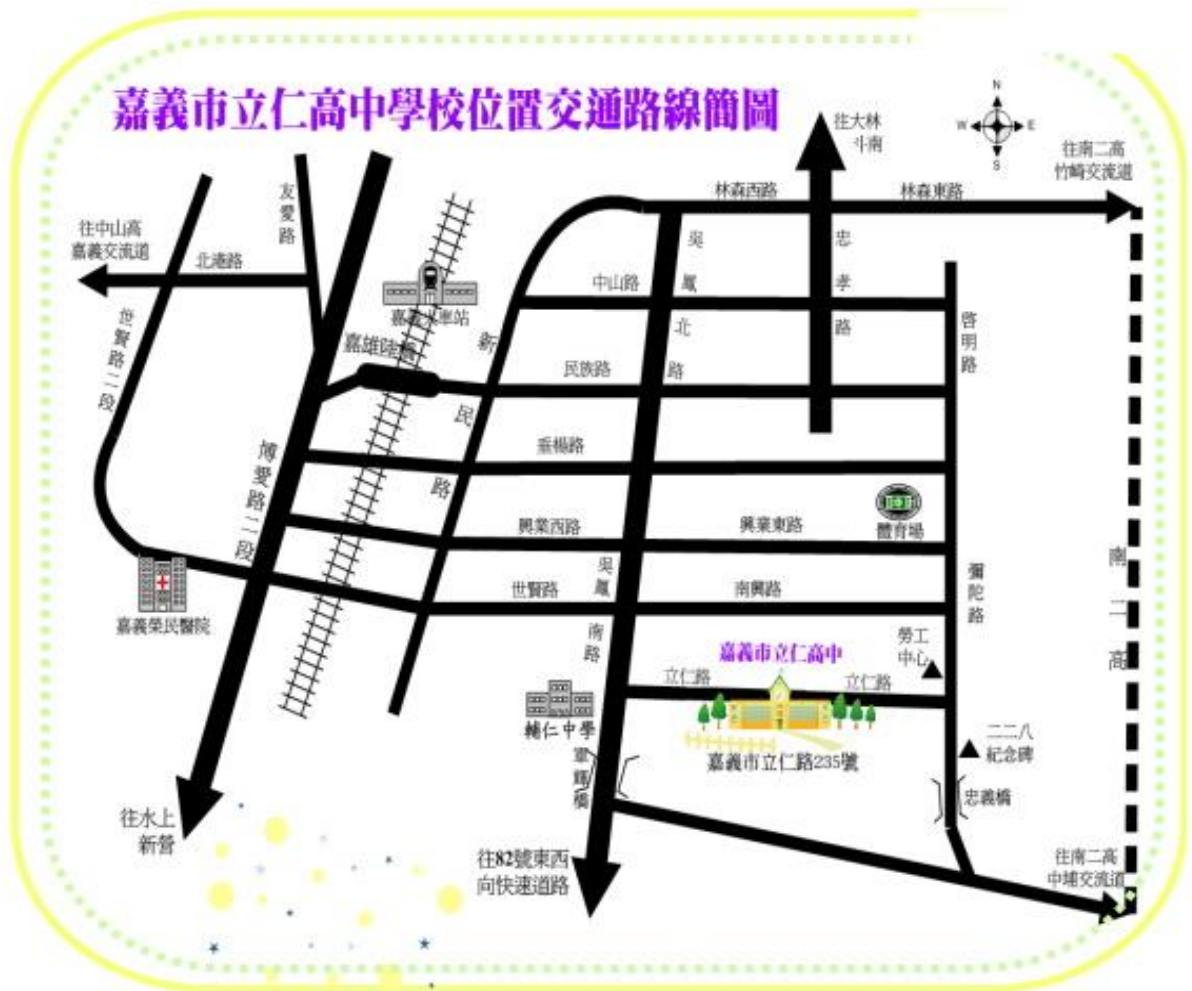 嘉義市立仁高中學校位置交通路線簡圖
N
W
E
S
往大林
斗南
往南二高
竹崎交流道
林森西路
林森東路
友愛路
往中山高
嘉義交流道
北港路
吳鳳北路
忠孝路
中山路
嘉義火車站
啓明路
世賢路二段
新民路
嘉雄陸橋
民族路
垂楊路
博愛路二段
興業西路
興業東路
體育場
南二高
彌陀路
吳鳳南路
世賢路
南興路
嘉義榮民醫院
勞工
中心
嘉義市立仁高中
立仁路
立仁路
輔仁中學
軍輝橋
嘉義市立仁路235號
二二八
紀念碑
忠義橋
往水上
新營
往82號東西
向快速道路
往南二高
中埔交流道